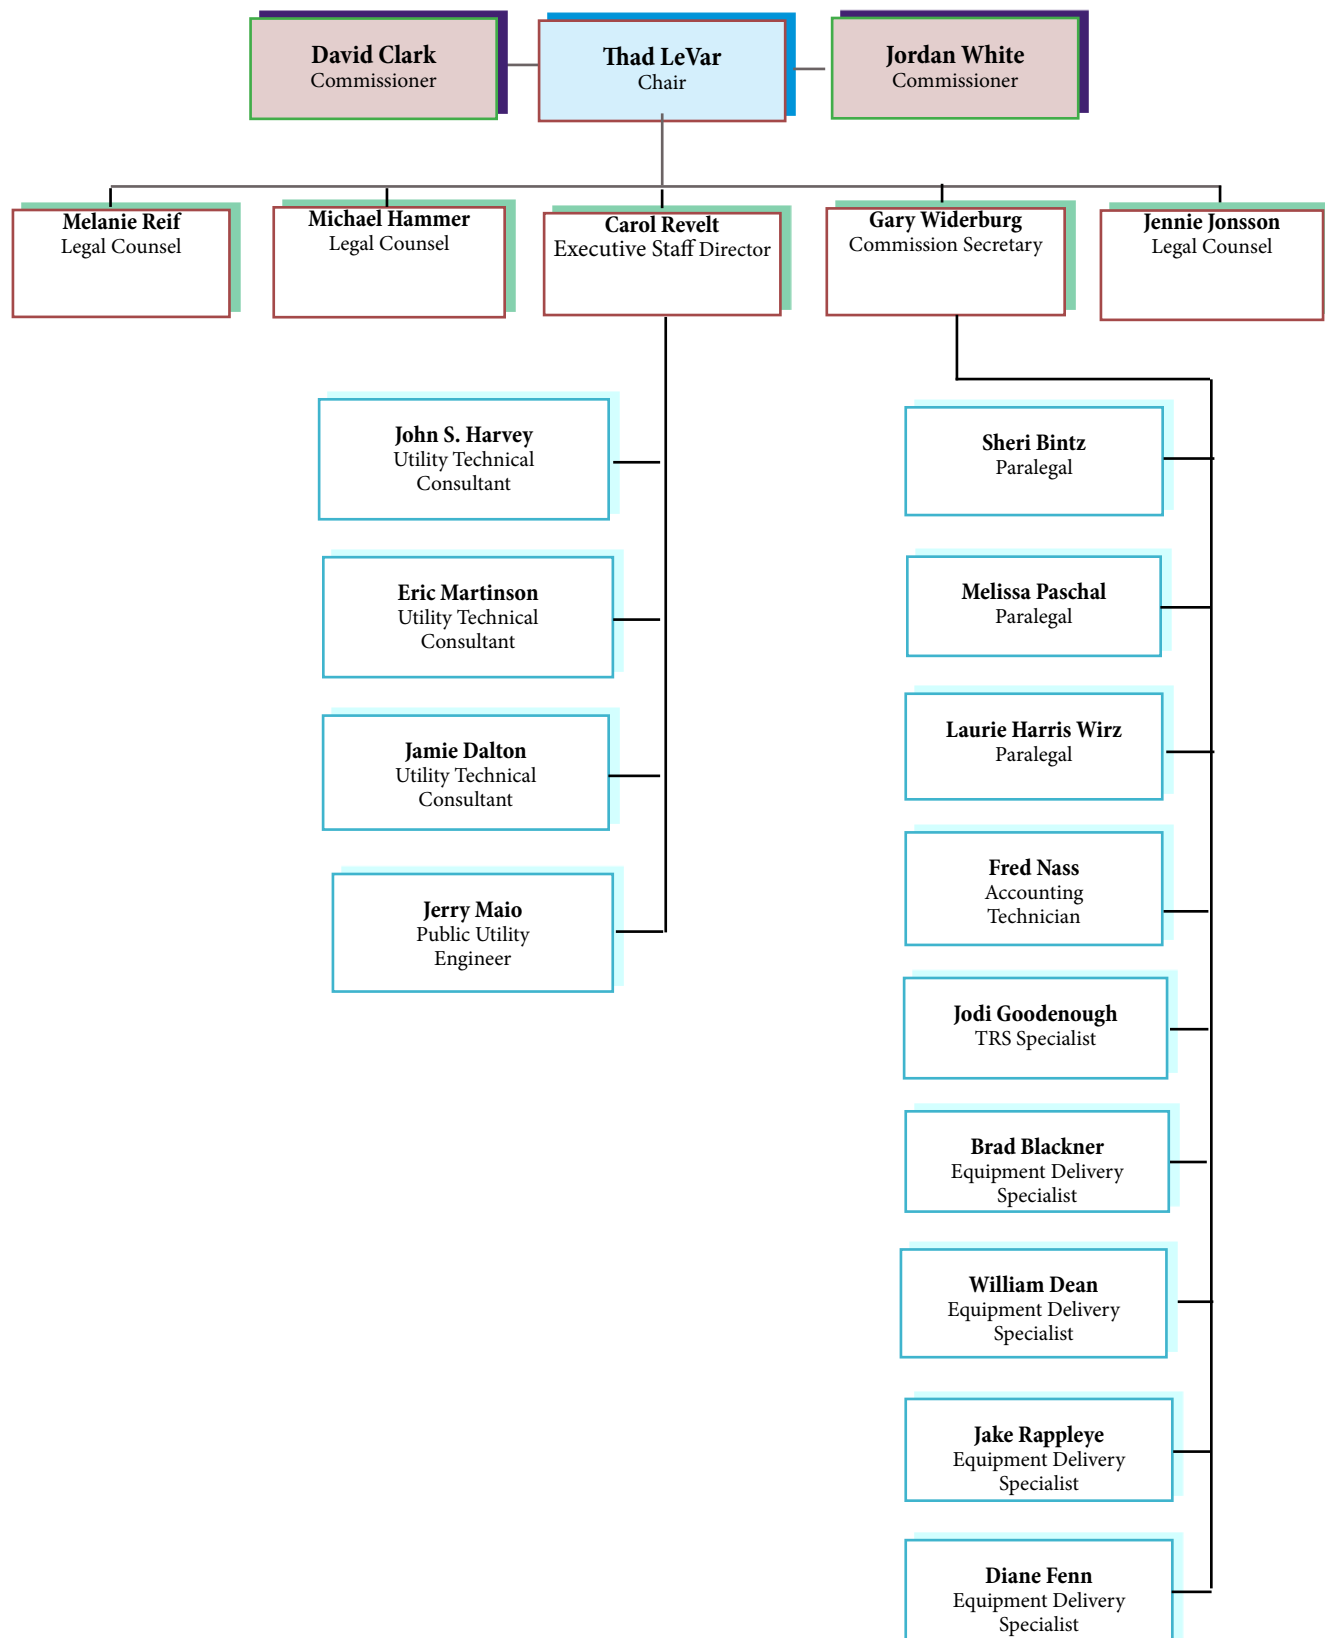 David Clark
Commissioner
Thad LeVar
Chair
Jordan White
Commissioner
Melanie Reif
Legal Counsel
Michael Hammer
Legal Counsel
Carol Revelt
Executive Staff Director
Gary Widerburg
Commission Secretary
Jennie Jonsson
Legal Counsel
John S. Harvey
Utility Technical
Consultant
Eric Martinson
Utility Technical
Consultant
Jamie Dalton
Utility Technical
Consultant
Jerry Maio
Public Utility
Engineer
Sheri Bintz
Paralegal
Melissa Paschal
Paralegal
Laurie Harris Wirz
Paralegal
Fred Nass
Accounting
Technician
Jodi Goodenough
TRS Specialist
Brad Blackner
Equipment Delivery
Specialist
William Dean
Equipment Delivery
Specialist
Jake Rappleye
Equipment Delivery
Specialist
Diane Fenn
Equipment Delivery
Specialist